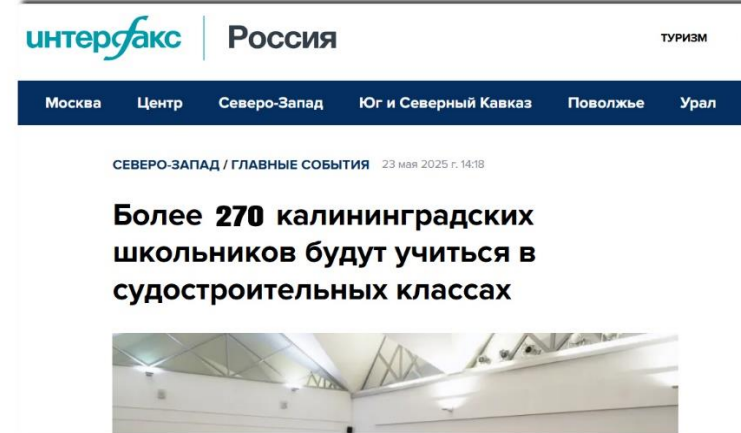 интерфакс Россия ТУРИЗМ
Москва Центр Северо-Запад Юг и Северный Кавказ Поволжье Урал
СЕВЕРО-ЗАПАД / ГЛАВНЫЕ СОБЫТИЯ 23 мая 2025 г. 14:18
Более 270 калининградских
школьников будут учиться в
судостроительных классах